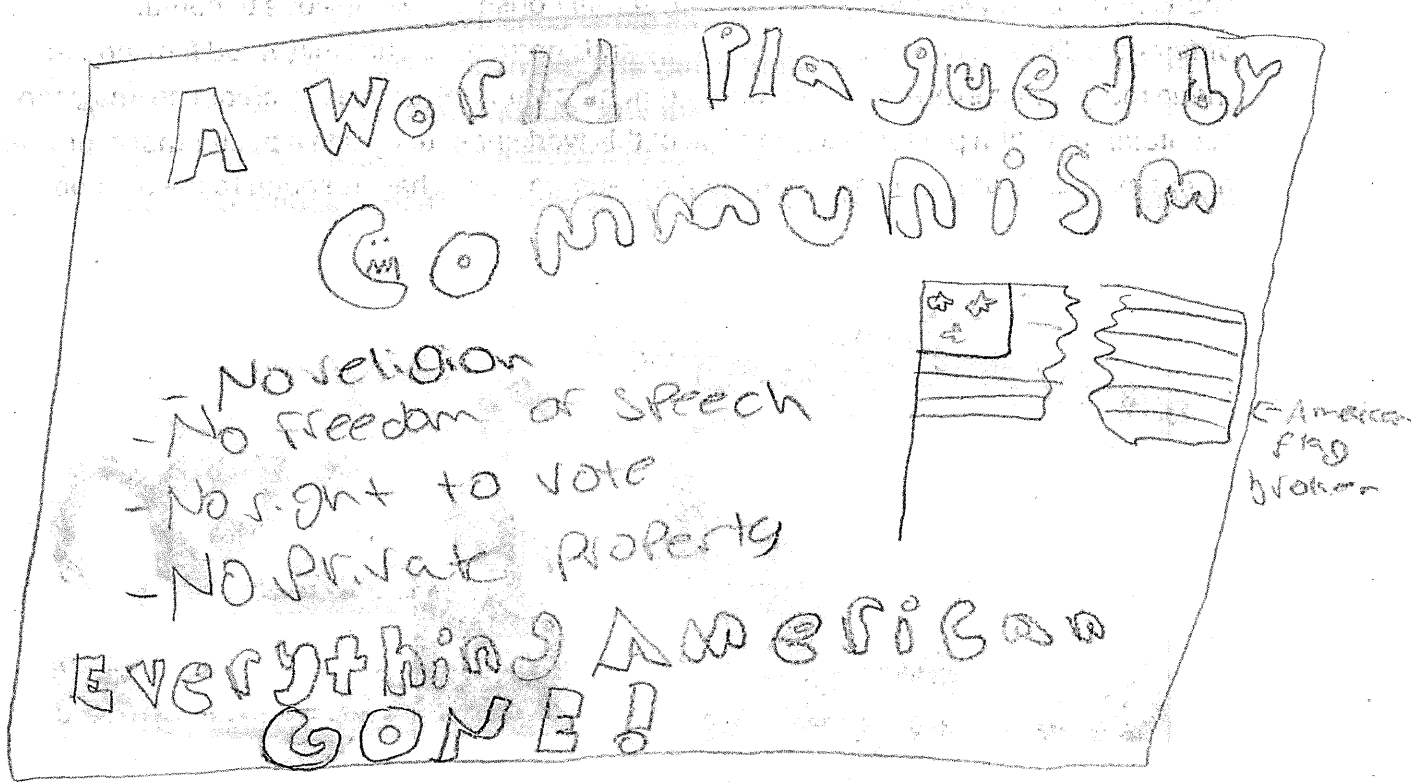 A World Plagued by
Communism
- No religion
- No freedom of speech
- No right to vote
- No Private Property
← American
flag
broken
Everything American
GONE!